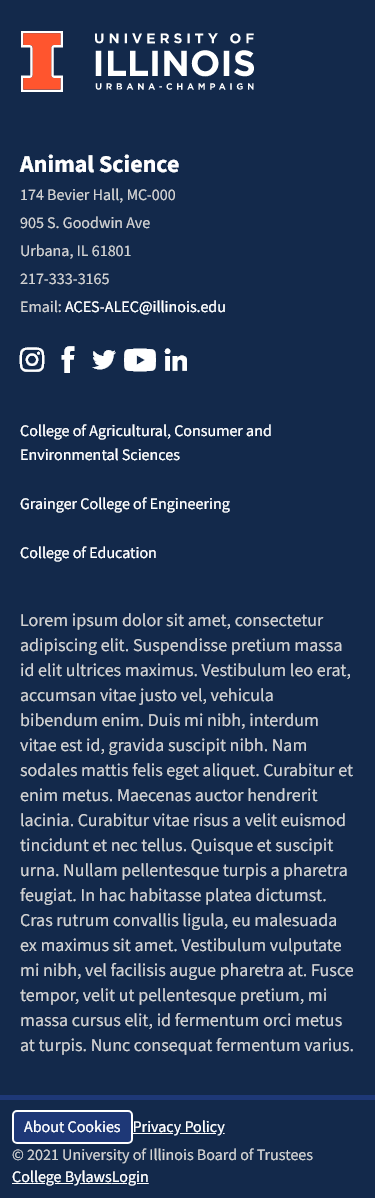 UNIVERSITY OF
ILLINOIS
URBANA-CHAMPAIGN
Animal Science
174 Bevier Hall, MC-000
905 S. Goodwin Ave
Urbana, IL 61801
217-333-3165
Email: ACES-ALEC@illinois.edu
College of Agricultural, Consumer and
Environmental Sciences
Grainger College of Engineering
College of Education
Lorem ipsum dolor sit amet, consectetur
adipiscing elit. Suspendisse pretium massa
id elit ultrices maximus. Vestibulum leo erat,
accumsan vitae justo vel, vehicula
bibendum enim. Duis mi nibh, interdum
vitae est id, gravida suscipit nibh. Nam
sodales mattis felis eget aliquet. Curabitur et
enim metus. Maecenas auctor hendrerit
lacinia. Curabitur vitae risus a velit euismod
tincidunt et nec tellus. Quisque et suscipit
urna. Nullam pellentesque turpis a pharetra
feugiat. In hac habitasse platea dictumst.
Cras rutrum convallis ligula, eu malesuada
ex maximus sit amet. Vestibulum vulputate
mi nibh, vel facilisis augue pharetra at. Fusce
tempor, velit ut pellentesque pretium, mi
massa cursus elit, id fermentum orci metus
at turpis. Nunc consequat fermentum varius.
About Cookies Privacy Policy
© 2021 University of Illinois Board of Trustees
College BylawsLogin